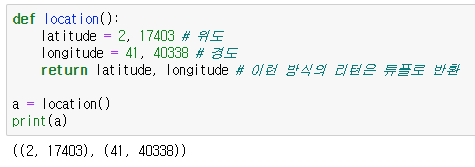 def location():
    latitude = 2, 17403 # 위도
    longitude = 41, 40338 # 경도
    return latitude, longitude # 이런 방식의 리턴은 튜플로 반환
a = location()
print(a)
((2, 17403), (41, 40338))